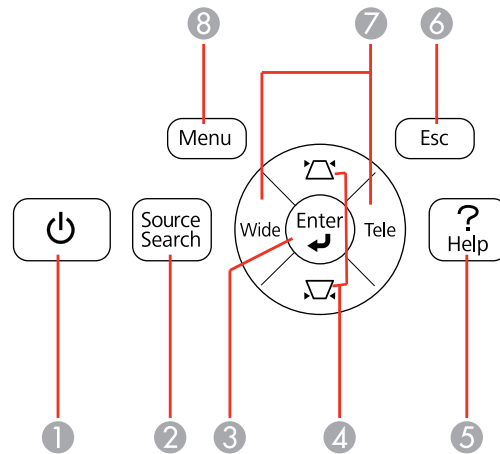 8 7 6
Menu
Esc
Source
Search
Wide
Enter
Tele
?
Help
1 2 3 4 5